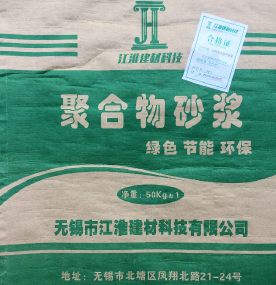 江淮建材科技
合格证
聚合物砂浆
绿色 节能 环保
净重:50Kg±1
无锡市江淮建材科技有限公司
地址:无锡市北塘区凤翔北路21-24号